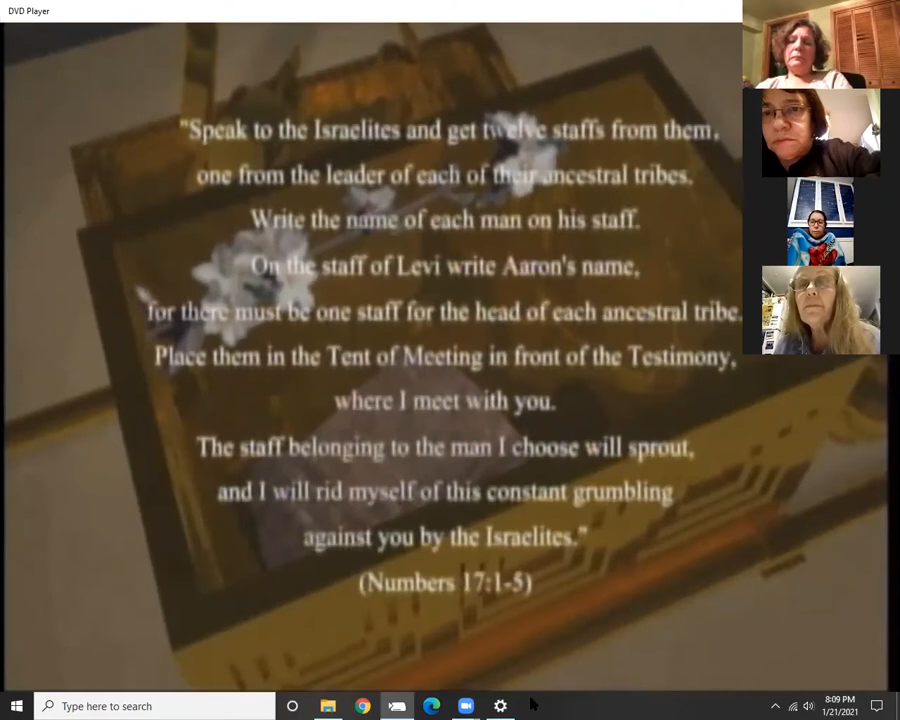 DVD Player
"Speak to the Israelites and get twelve staffs from them,
one from the leader of each of their ancestral tribes.
Write the name of each man on his staff.
On the staff of Levi write Aaron's name,
for there must be one staff for the head of each ancestral tribe.
Place them in the Tent of Meeting in front of the Testimony,
where I meet with you.
The staff belonging to the man I choose will sprout,
and I will rid myself of this constant grumbling
against you by the Israelites."
(Numbers 17:1-5)
Type here to search
8:09 PM
1/21/2021